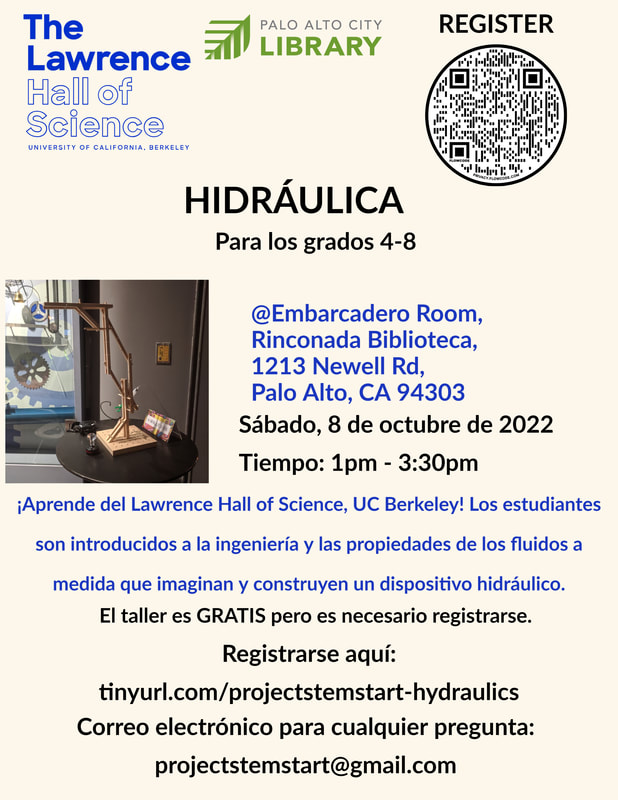 The
Lawrence
Hall of
Science
UNIVERSITY OF CALIFORNIA, BERKELEY
PALO ALTO CITY
LIBRARY
REGISTER
FLOWCODE
PRIVACY.FLOWCODE.COM
HIDRÁULICA
Para los grados 4-8
@Embarcadero Room,
Rinconada Biblioteca,
1213 Newell Rd,
Palo Alto, CA 94303
Sábado, 8 de octubre de 2022
Tiempo: 1pm - 3:30pm
¡Aprende del Lawrence Hall of Science, UC Berkeley! Los estudiantes
son introducidos a la ingeniería y las propiedades de los fluidos a
medida que imaginan y construyen un dispositivo hidráulico.
El taller es GRATIS pero es necesario registrarse.
Registrarse aquí:
tinyurl.com/projectstemstart-hydraulics
Correo electrónico para cualquier pregunta:
projectstemstart@gmail.com